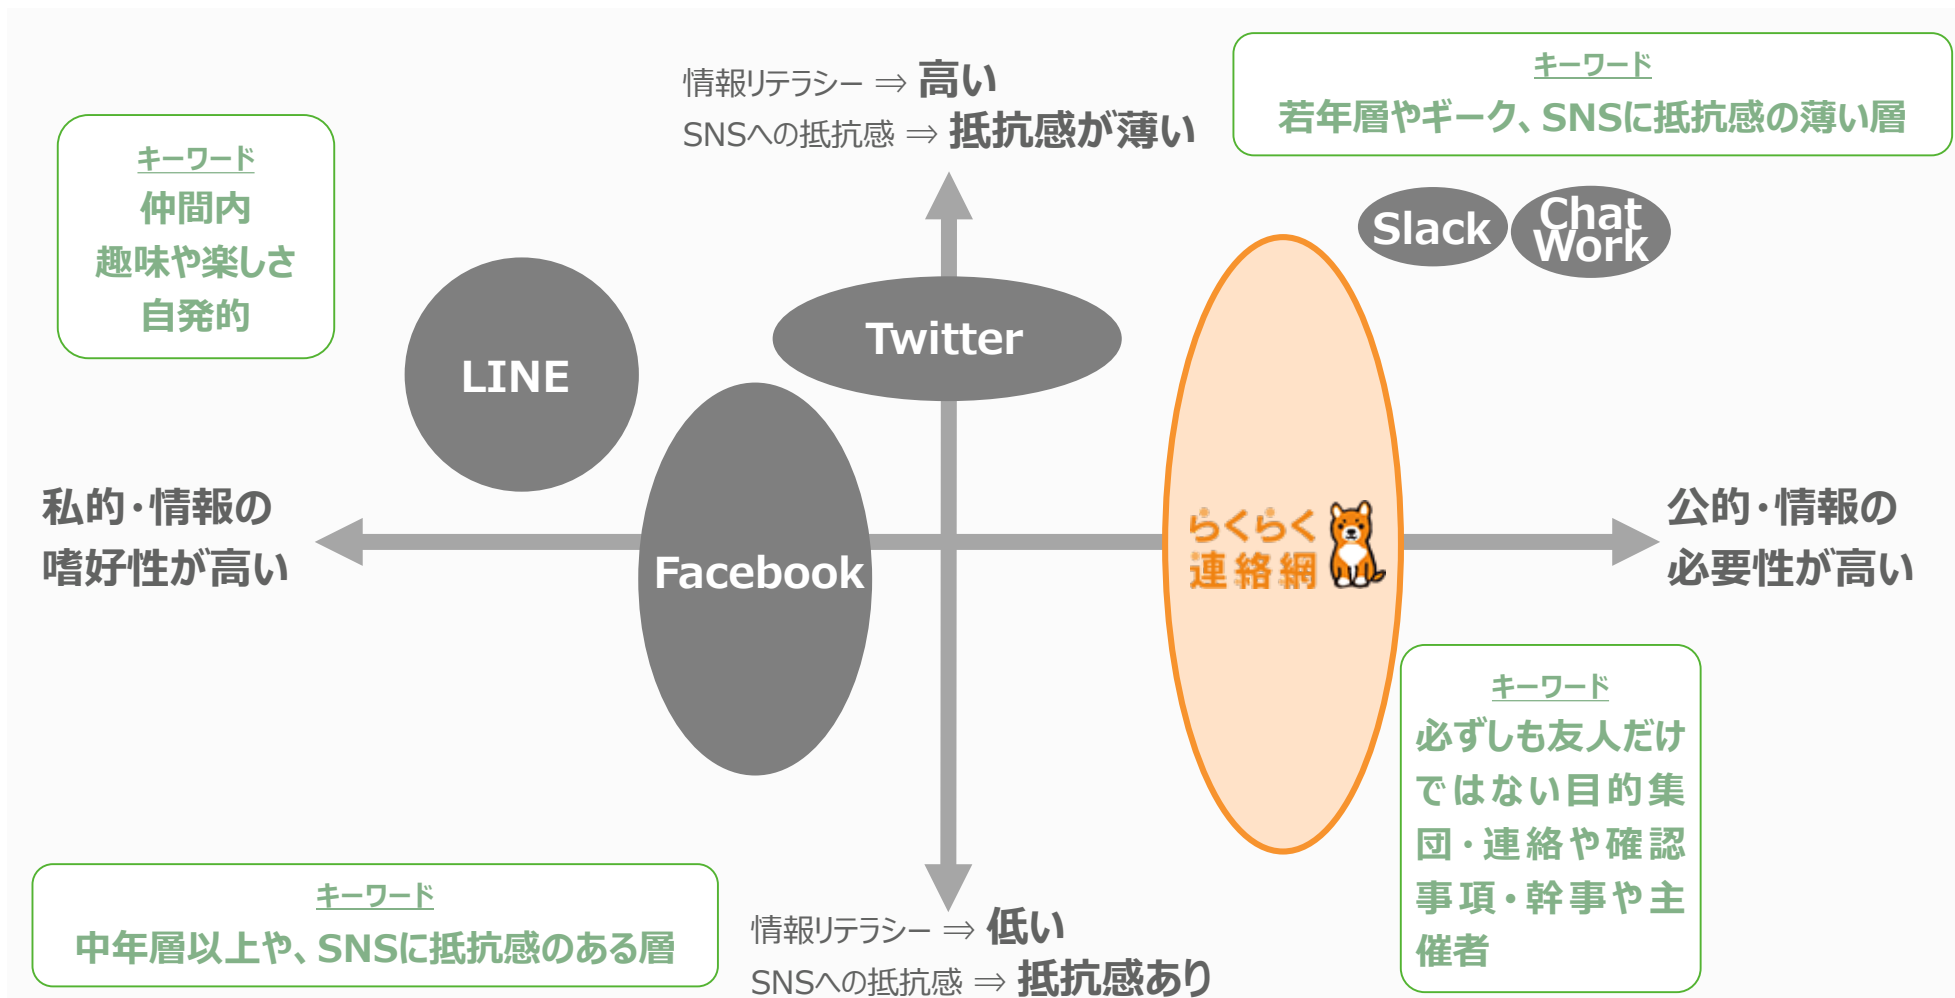 情報リテラシー ⇒ 高い
SNSへの抵抗感 ⇒ 抵抗感が薄い
キーワード
若年層やギーク、SNSに抵抗感の薄い層
キーワード
仲間内
趣味や楽しさ
自発的
Slack
Chat
Work
Twitter
LINE
Facebook
らくらく
連絡網
私的・情報の
嗜好性が高い
公的・情報の
必要性が高い
キーワード
必ずしも友人だけ
ではない目的集
団・連絡や確認
事項・幹事や主
催者
キーワード
中年層以上や、SNSに抵抗感のある層
情報リテラシー ⇒ 低い
SNSへの抵抗感 ⇒ 抵抗感あり